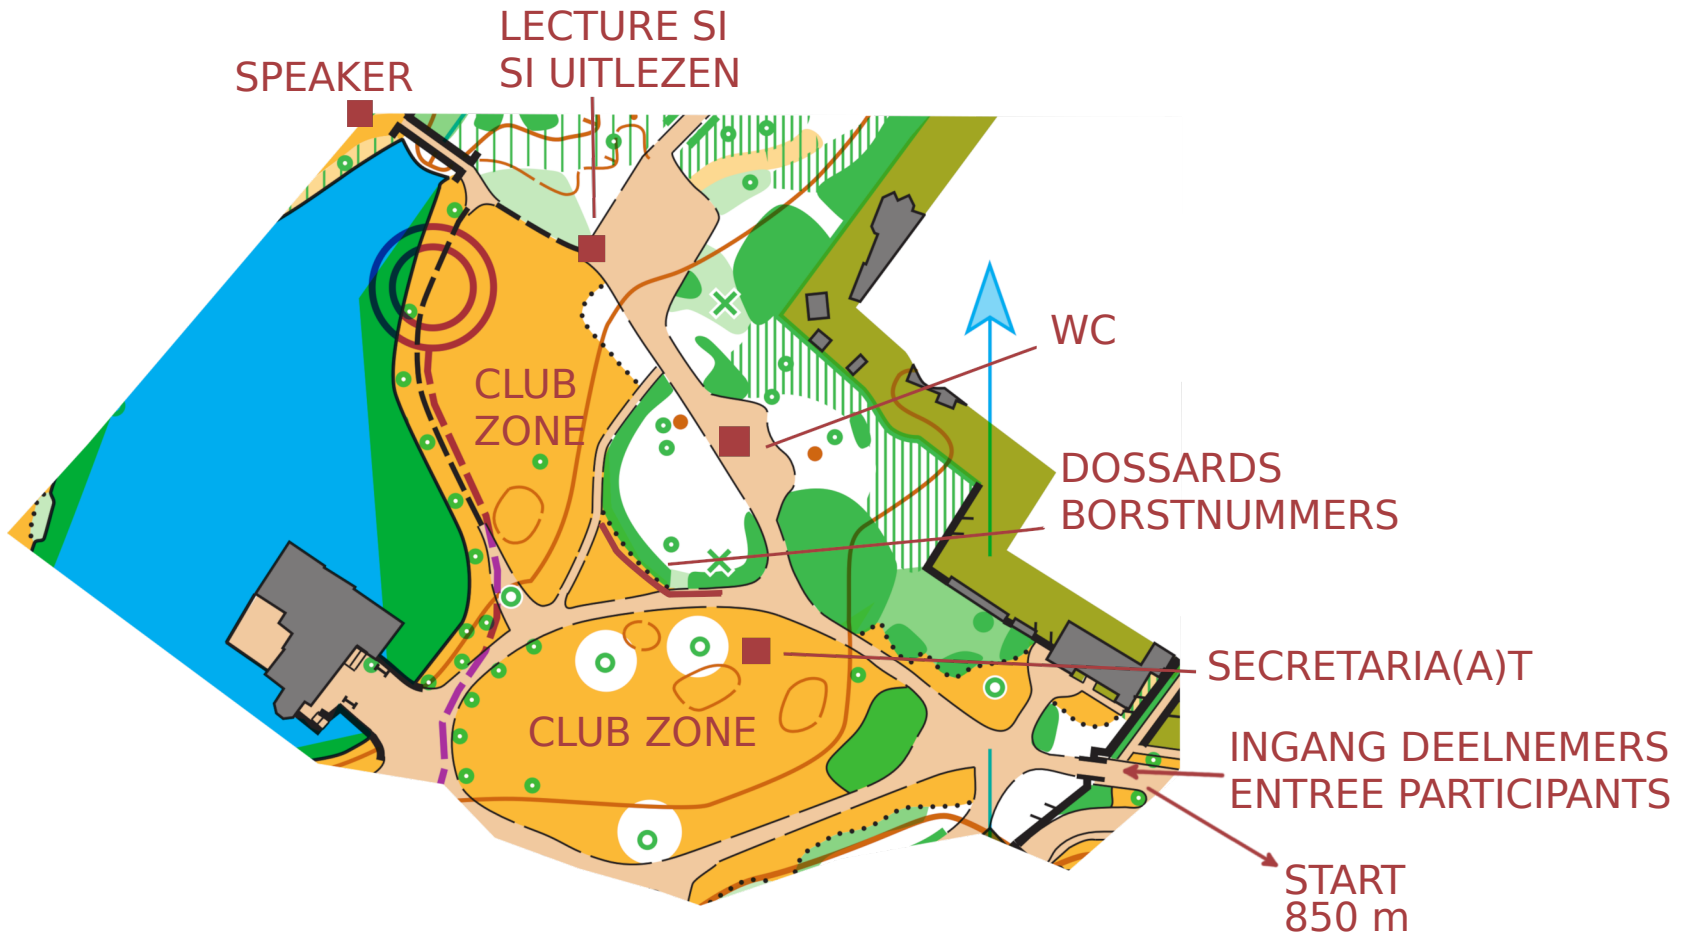 LECTURE SI
SI UITLEZEN
SPEAKER
WC
CLUB
ZONE
DOSSARDS
BORSTNUMMERS
SECRETARIA(A)T
CLUB ZONE
INGANG DEELNEMERS
ENTREE PARTICIPANTS
START
850 m